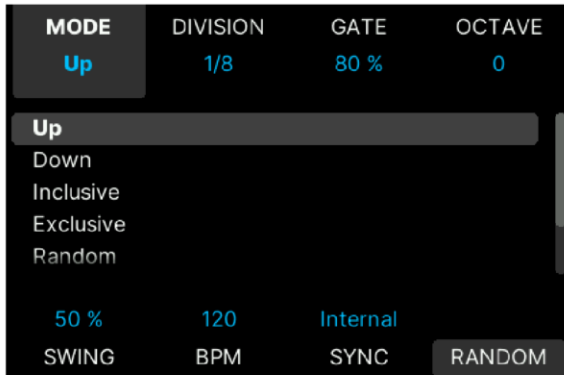 MODE DIVISION GATE OCTAVE
Up 1/8 80 % 0
Up
Down
Inclusive
Exclusive
Random
50 % 120 Internal
SWING BPM SYNC RANDOM